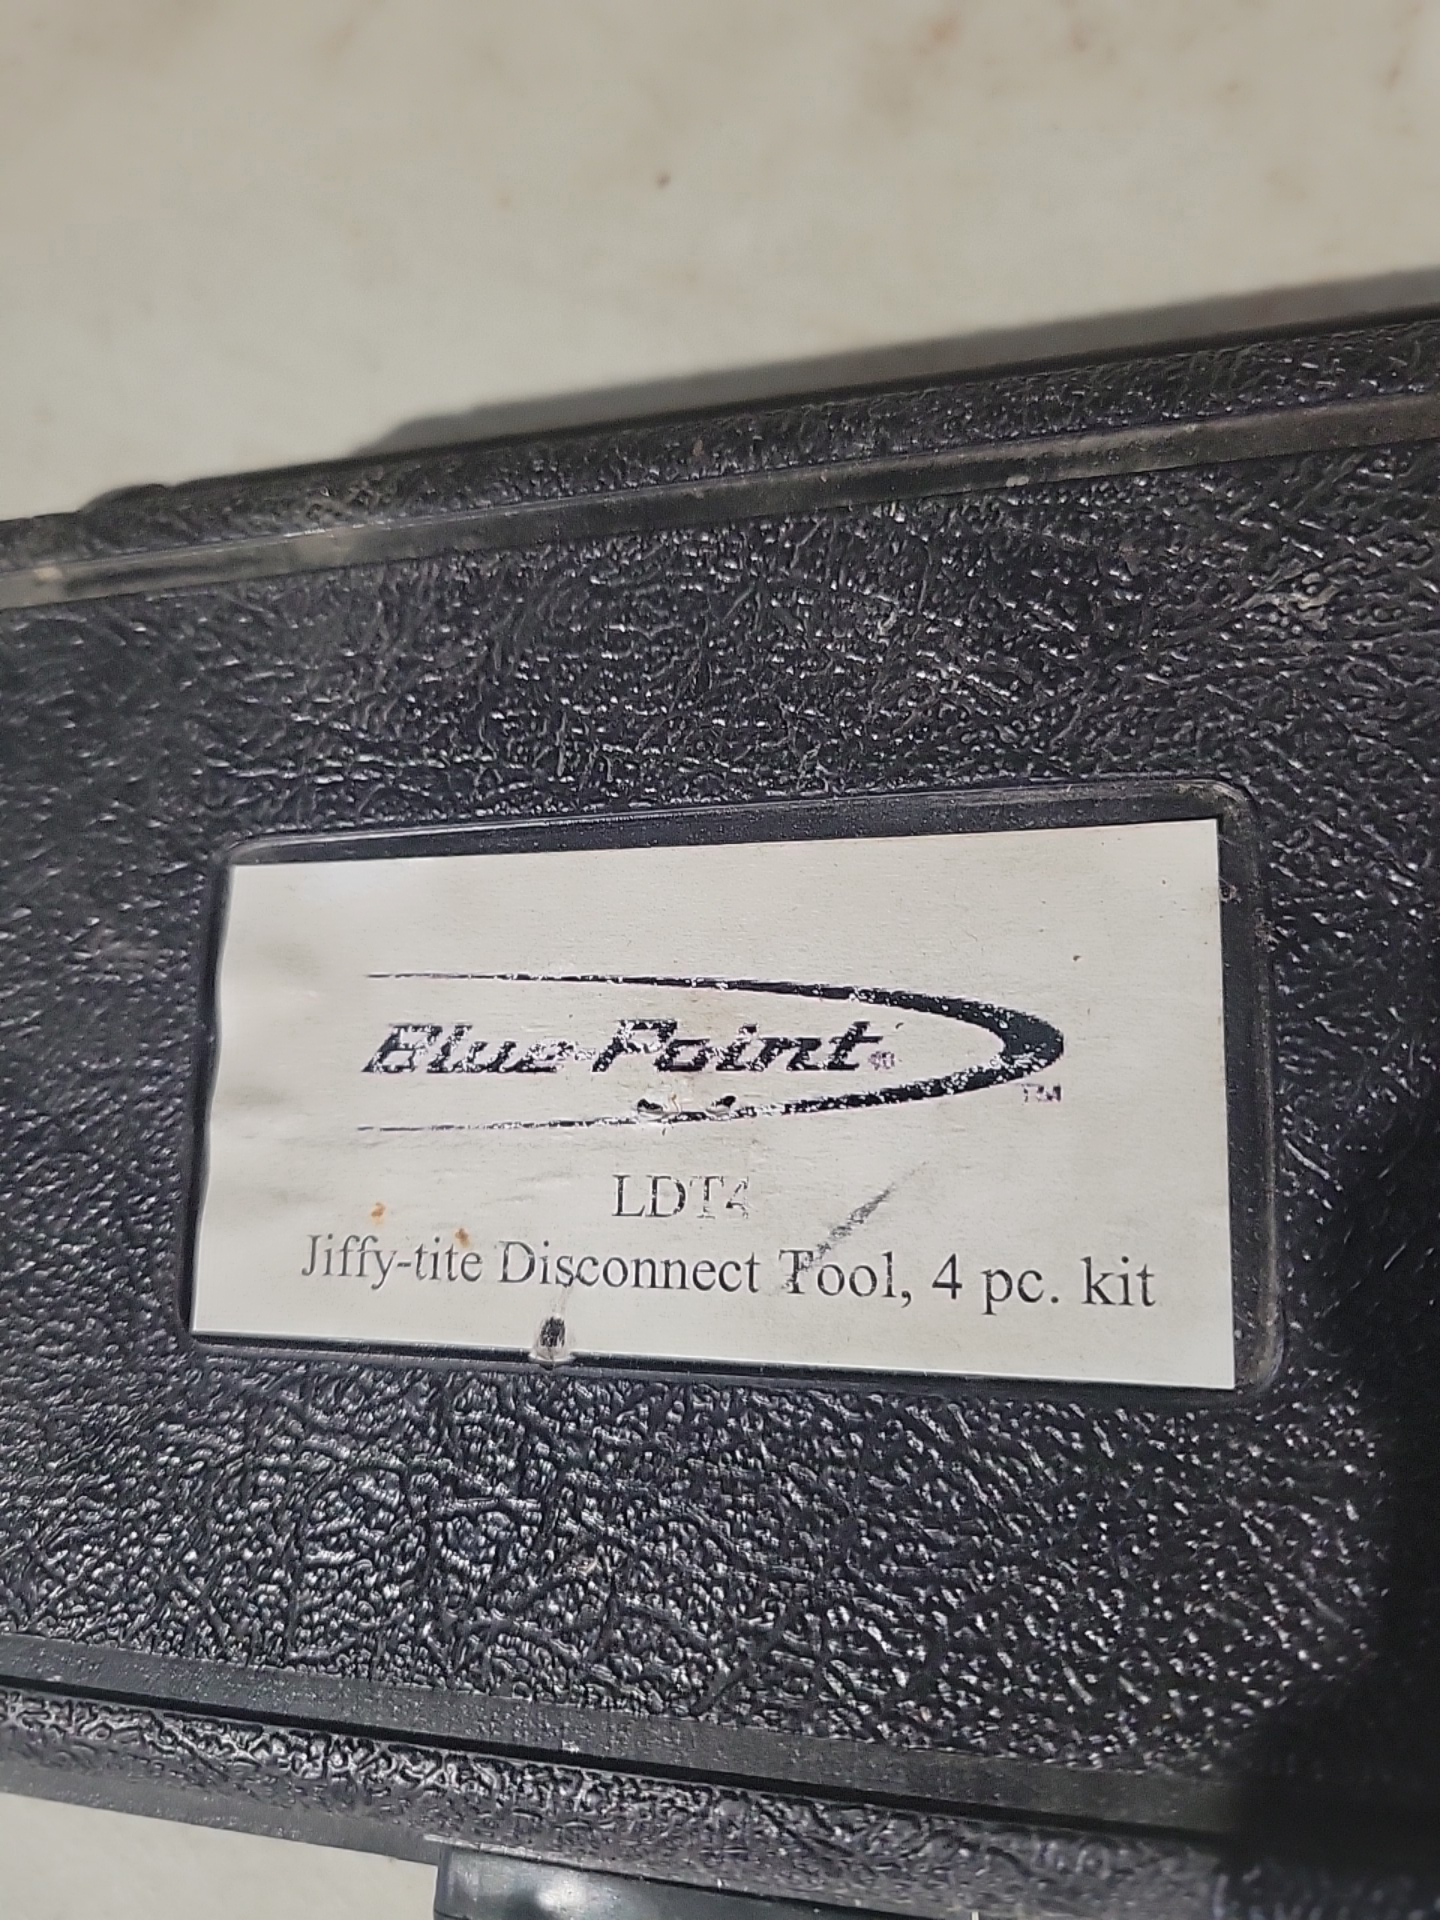 Blue-Point®
TM
LDT4
Jiffy-tite Disconnect Tool, 4 pc. kit